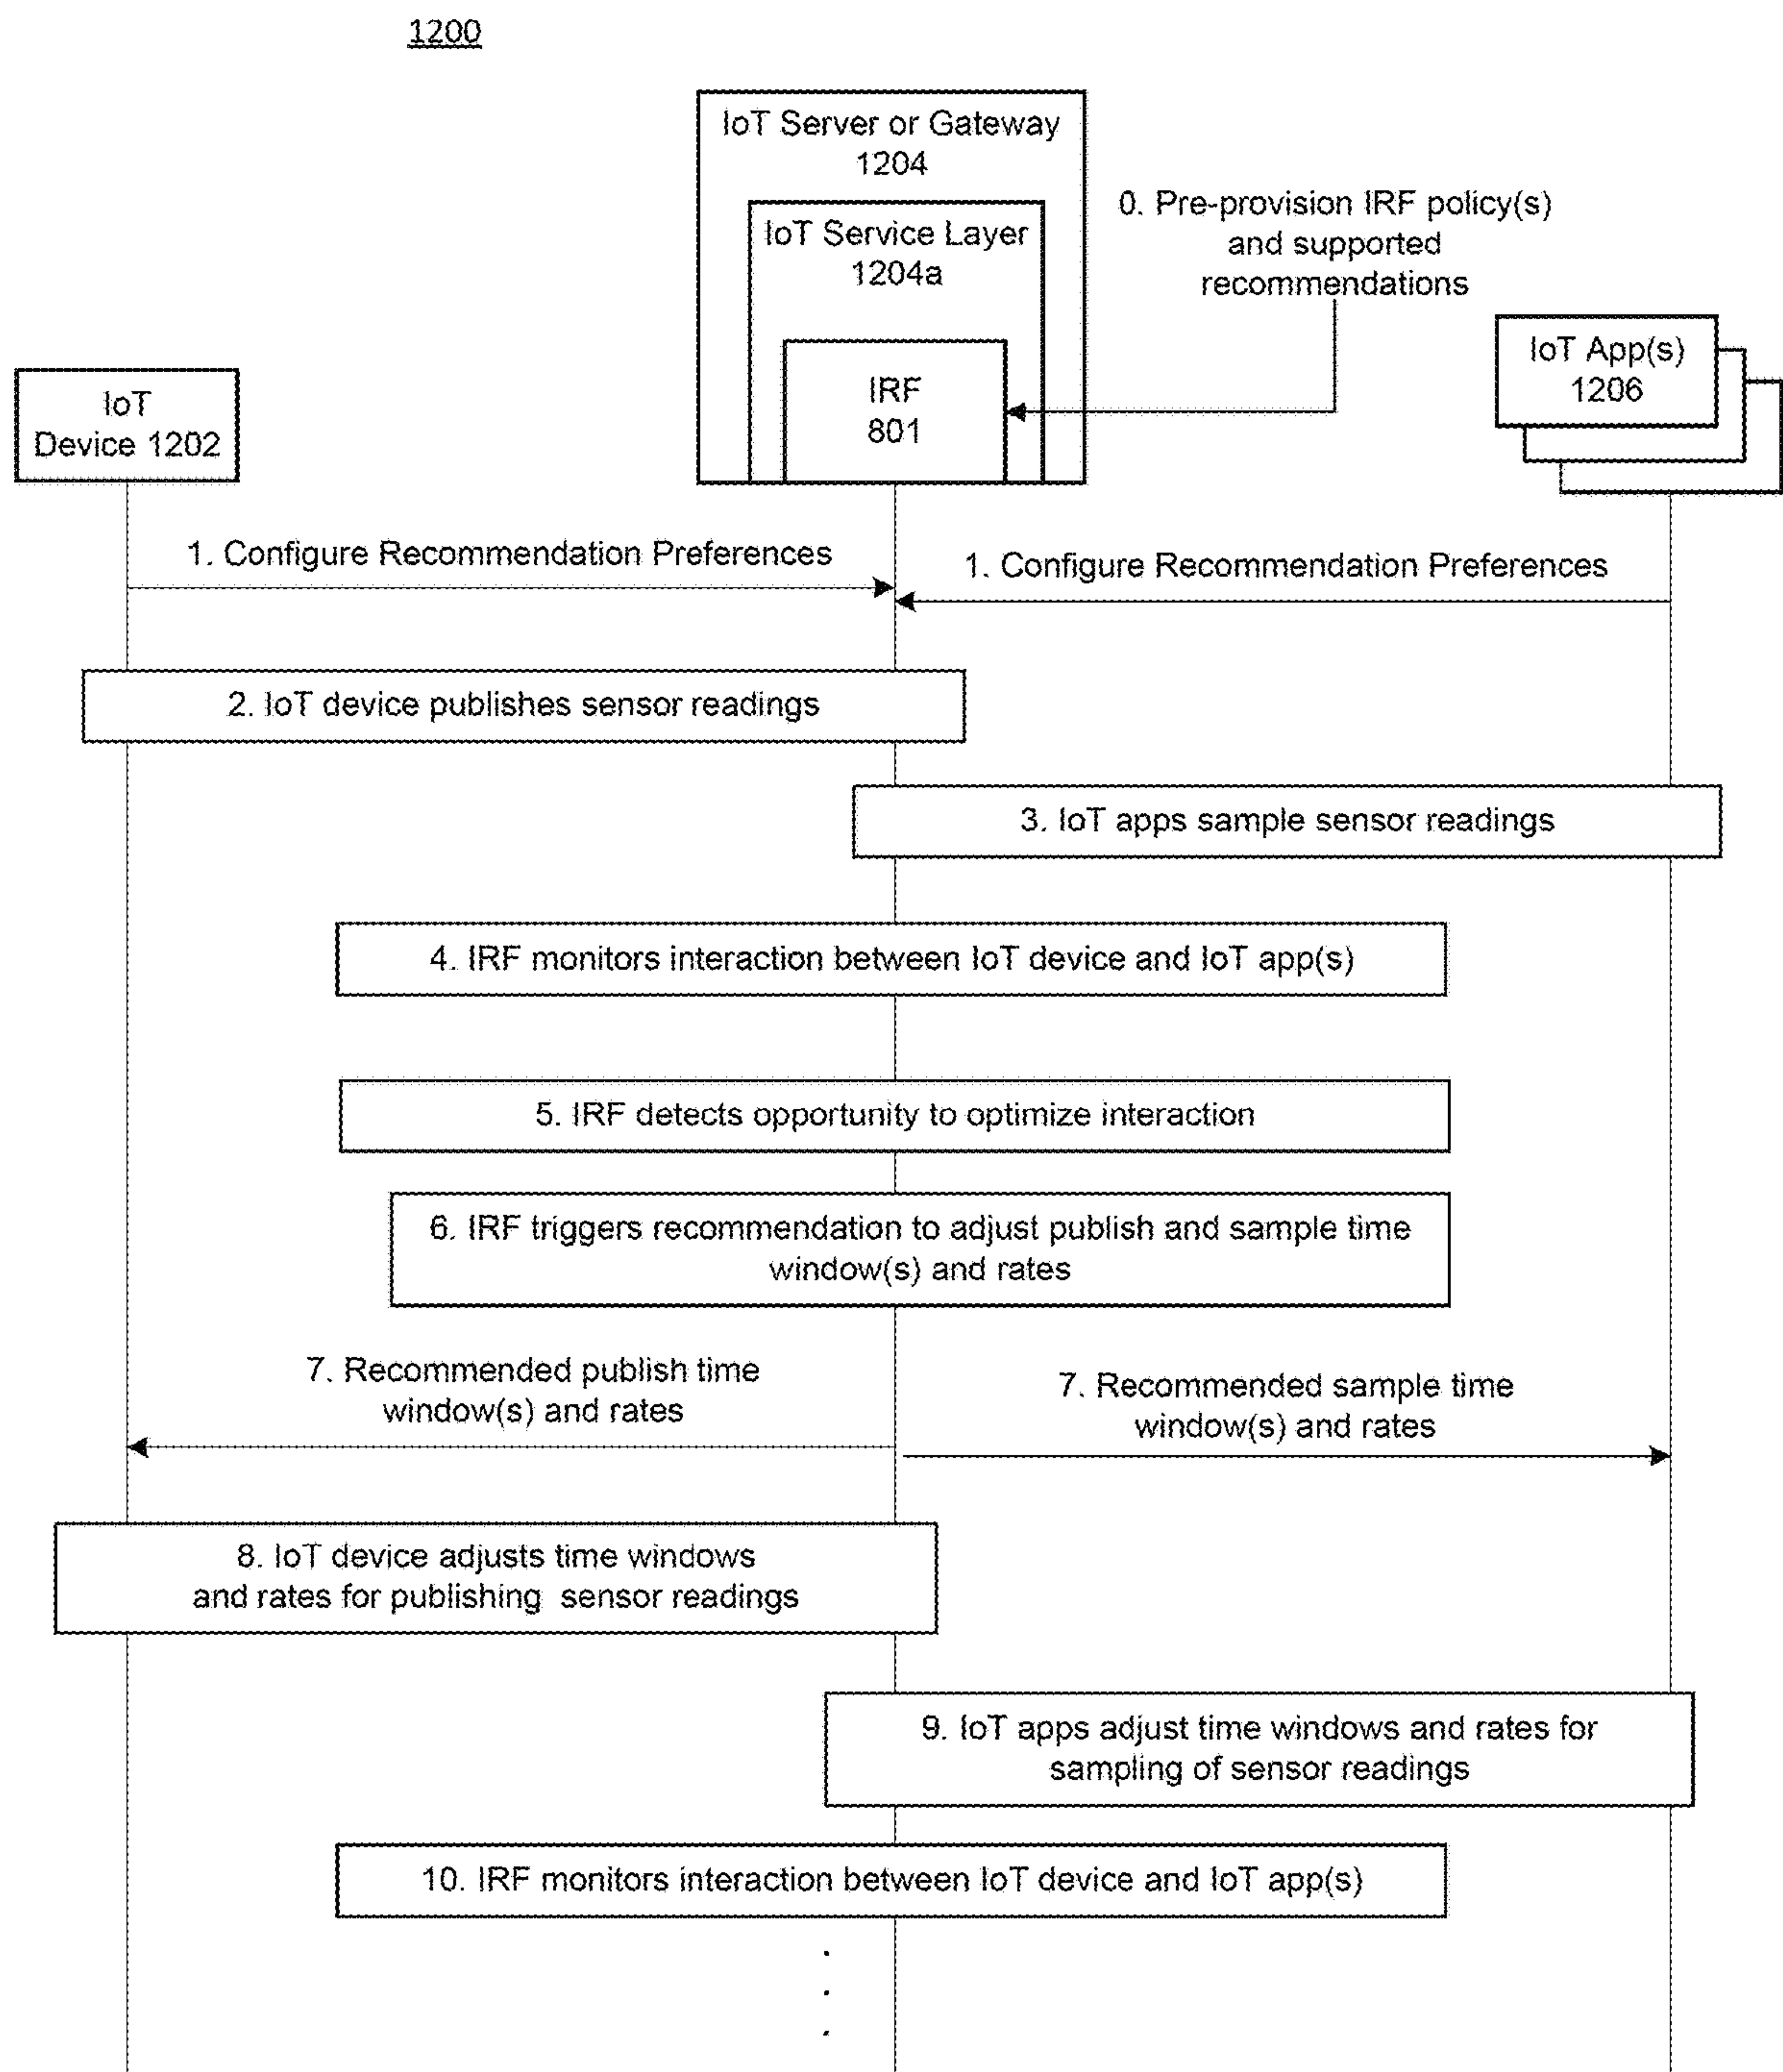 1200
IoT Server or Gateway
1204
IoT Service Layer
1204a
IRF
801
0. Pre-provision IRF policy(s)
and supported
recommendations
IoT App(s)
1206
IoT
Device 1202
1. Configure Recommendation Preferences
1. Configure Recommendation Preferences
2. IoT device publishes sensor readings
3. IoT apps sample sensor readings
4. IRF monitors interaction between IoT device and IoT app(s)
5. IRF detects opportunity to optimize interaction
6. IRF triggers recommendation to adjust publish and sample time
window(s) and rates
7. Recommended publish time
window(s) and rates
7. Recommended sample time
window(s) and rates
8. IoT device adjusts time windows
and rates for publishing sensor readings
9. IoT apps adjust time windows and rates for
sampling of sensor readings
10. IRF monitors interaction between IoT device and IoT app(s)
.
.
.